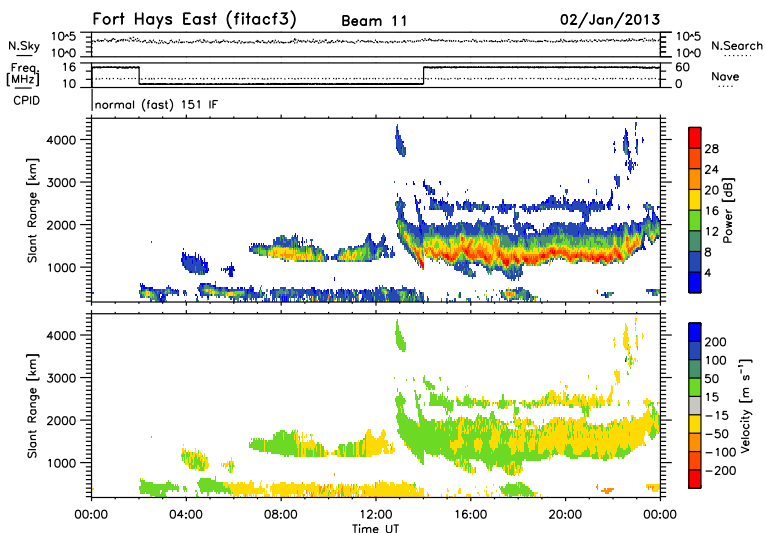 Fort Hays East (fitacf3) Beam 11 02/Jan/2013
N.Sky 10+5 10+0 10+5 10+0 N.Search
Freq. [MHz] 16 10 60 0 Nave
CPID normal (fast) 151 IF
Slant Range [km]
4000
3000
2000
1000
Power [dB]
28
24
20
16
12
8
4
Slant Range [km]
4000
3000
2000
1000
Velocity [m s⁻¹]
200
100
50
15
-15
-50
-100
-200
00:00 04:00 08:00 12:00 16:00 20:00 00:00
Time UT